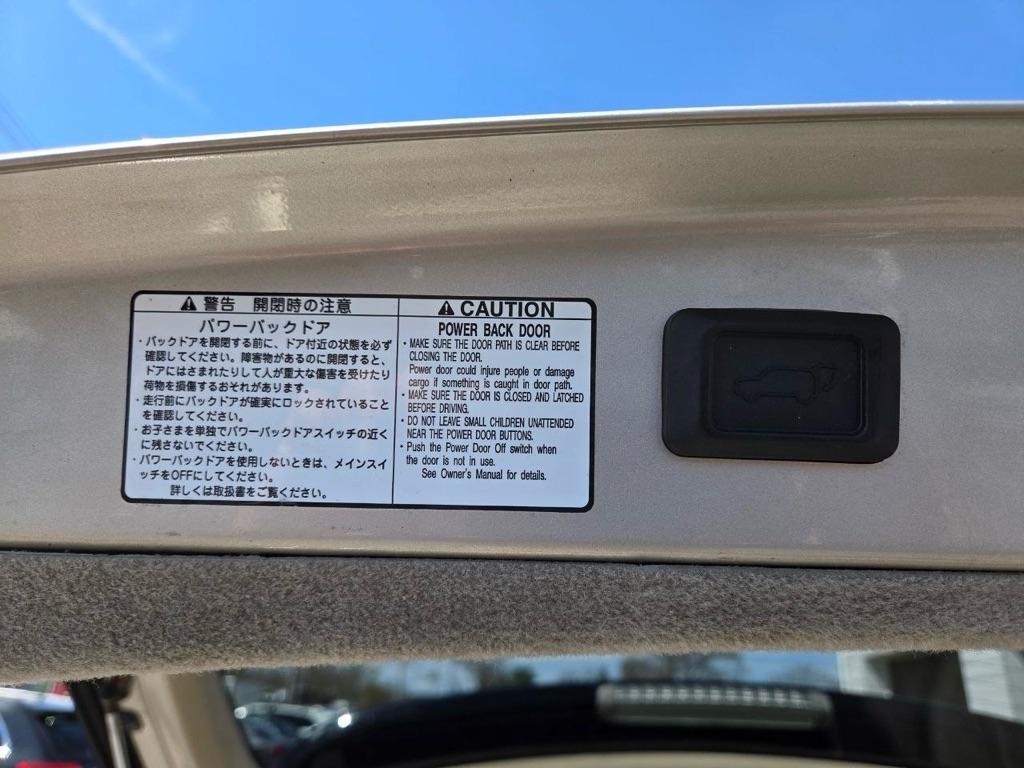 ⚠警告 開閉時の注意
パワーバックドア
・バックドアを開閉する前に、ドア付近の状態を必ず
確認してください。障害物があるのに開閉すると、
ドアにはさまれたりして人が重大な傷害を受けたり
荷物を損傷するおそれがあります。
・走行前にバックドアが確実にロックされていること
を確認してください。
・お子さまを単独でパワーバックドアスイッチの近く
に残さないでください。
・パワーバックドアを使用しないときは、メインスイ
ッチをOFFにしてください。
詳しくは取扱書をご覧ください。
⚠CAUTION
POWER BACK DOOR
• MAKE SURE THE DOOR PATH IS CLEAR BEFORE
CLOSING THE DOOR.
Power door could injure people or damage
cargo if something is caught in door path.
• MAKE SURE THE DOOR IS CLOSED AND LATCHED
BEFORE DRIVING.
• DO NOT LEAVE SMALL CHILDREN UNATTENDED
NEAR THE POWER DOOR BUTTONS.
• Push the Power Door Off switch when
the door is not in use.
See Owner's Manual for details.